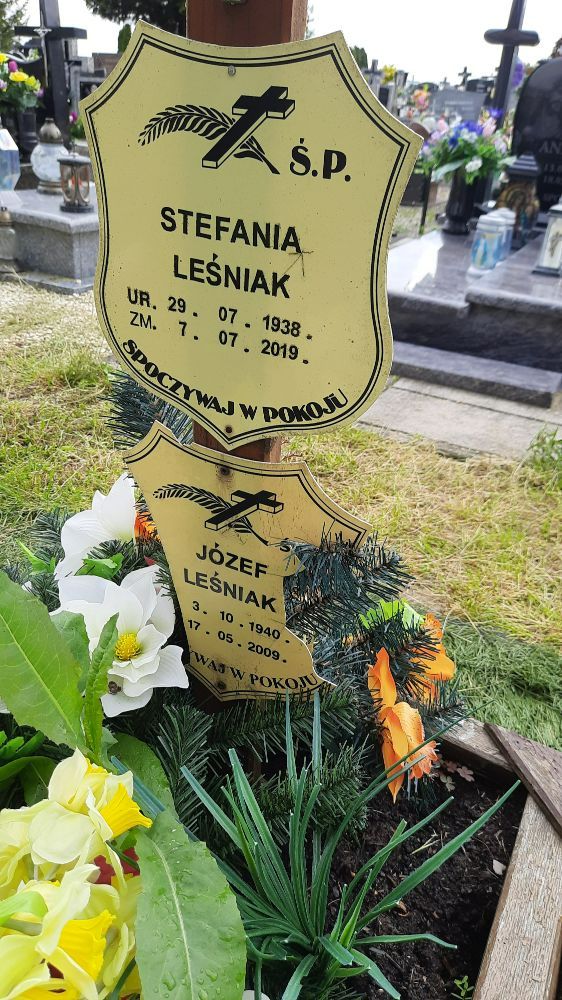 Ś.P.
STEFANIA
LEŚNIAK
UR. 29. 07. 1938.
ZM. 7. 07. 2019.
SPOCZYWAJ W POKOJU
JÓZEF
LEŚNIAK
3. 10. 1940.
17. 05. 2009.
WAJ W POKOJU
AN